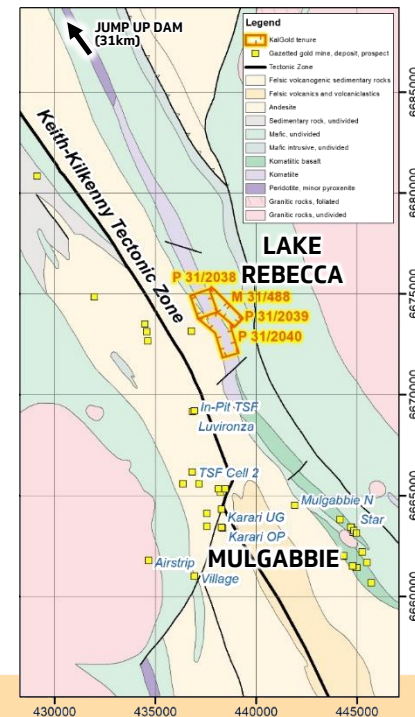 JUMP UP DAM
(31km)
Legend
KalGold tenure
Gazetted gold mine, deposit, prospect
Tectonic Zone
Felsic volcanogenic sedimentary rocks
Felsic volcanics and volcaniclastics
Andesite
Sedimentary rock, undivided
Mafic, undivided
Mafic intrusive, undivided
Komatiitic basalt
Komatiite
Peridotite, minor pyroxenite
Granitic rocks, foliated
Granitic rocks, undivided
Keith-Kilkenny Tectonic Zone
LAKE
REBECCA
P 31/2038
M 31/488
P 31/2039
P 31/2040
In-Pit TSF
Luvironza
TSF Cell 2
Mulgabbie N
Star
Karari UG
Karari OP
MULGABBIE
Airstrip
Village
6685000
6680000
6675000
6670000
6665000
6660000
430000
435000
440000
445000